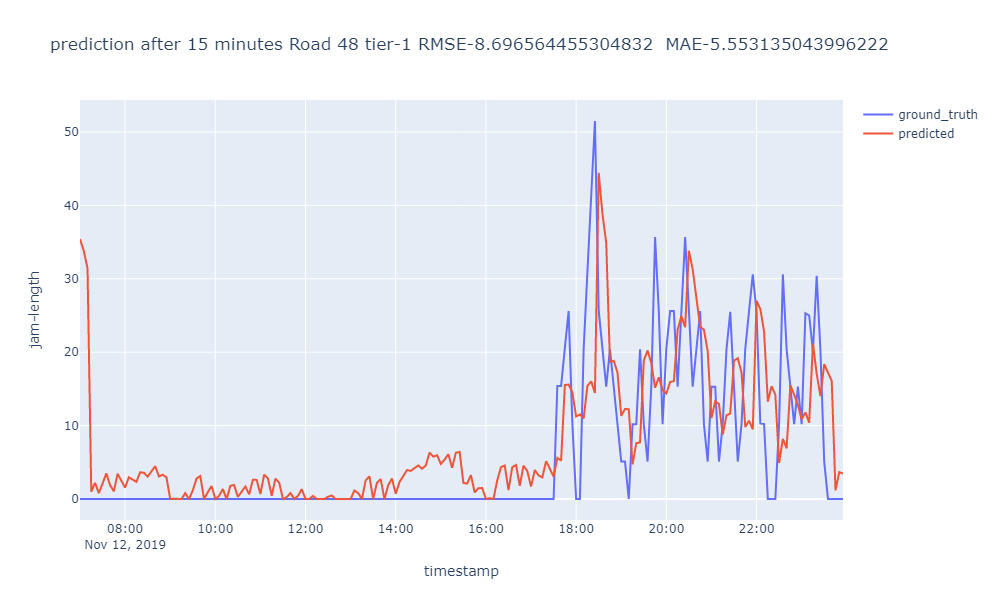 prediction after 15 minutes Road 48 tier-1 RMSE-8.696564455304832  MAE-5.553135043996222
ground_truth
predicted
jam-length
50
40
30
20
10
0
08:00 10:00 12:00 14:00 16:00 18:00 20:00 22:00
Nov 12, 2019
timestamp